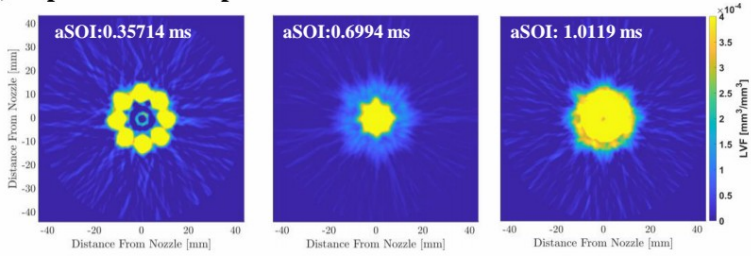 aSOI:0.35714 ms
aSOI:0.6994 ms
aSOI: 1.0119 ms
×10⁻⁴
40
30
20
10
0
-10
-20
-30
-40
Distance From Nozzle [mm]
-40 -20 0 20 40
Distance From Nozzle [mm]
-40 -20 0 20 40
Distance From Nozzle [mm]
-40 -20 0 20 40
Distance From Nozzle [mm]
4
3.5
3
2.5
2
1.5
1
0.5
0
LVF [mm³/mm³]